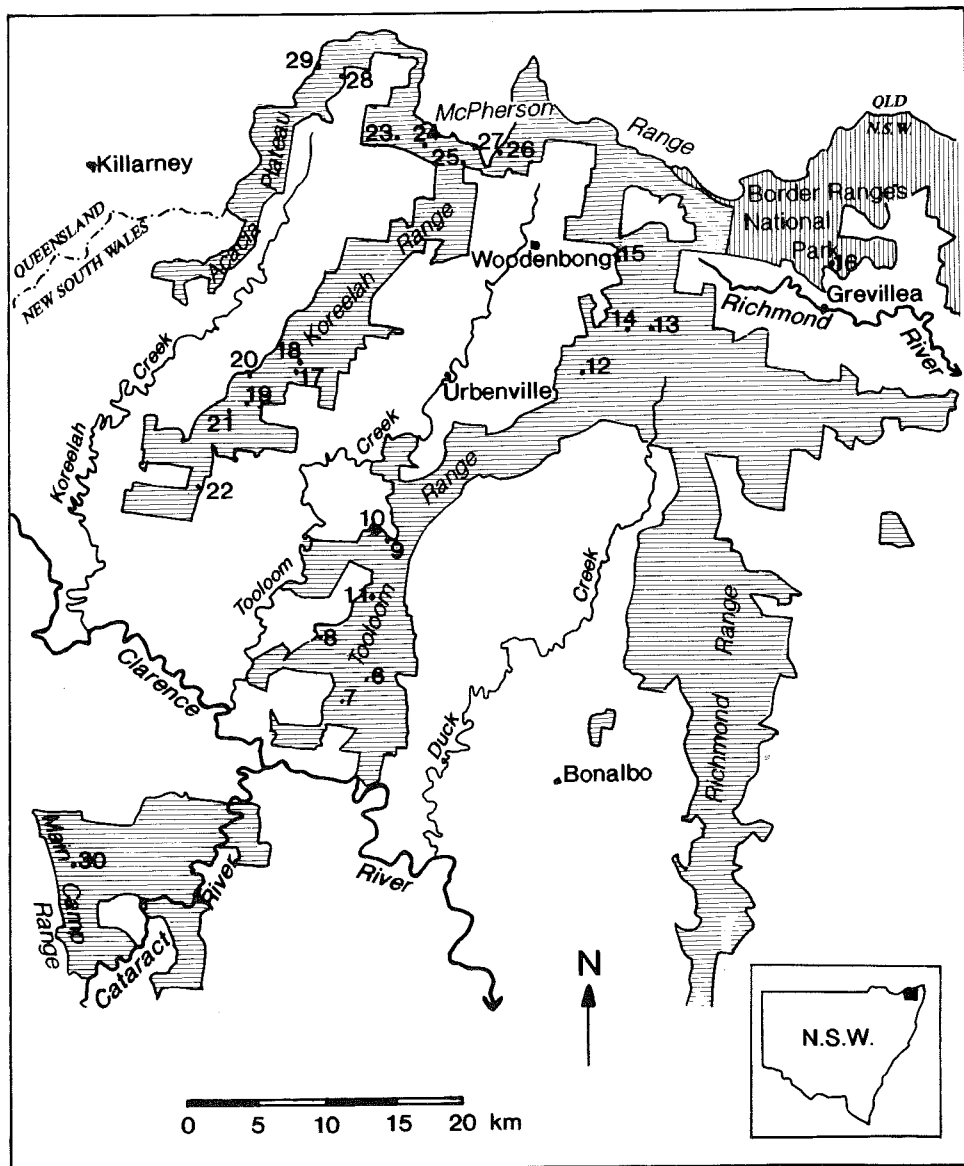 29
28
McPherson
QLD
N.S.W
23
24
27
26
25
Range
Killarney
Plateau
Border Ranges
National
Park
16
QUEENSLAND
NEW SOUTH WALES
Acacia
Range
Woodenbong
15
Grevillea
Richmond
River
Koreelah
14
13
Creek
18
20
17
12
19
Urbenville
21
Creek
Koreelah
22
Range
10
9
Tooloom
Creek
11
Tooloom
8
Range
6
7
Clarence
Duck
Richmond
Bonalbo
Main
Camp
Range
30
River
River
Cataract
N
N.S.W.
0 5 10 15 20 km